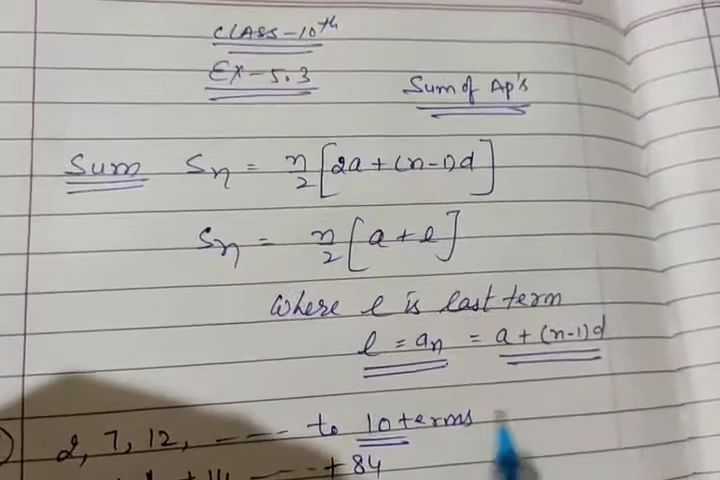 CLASS-10th
Ex-5.3
Sum of Ap's
Sum Sn = n/2 [2a + (n-1)d]
Sn = n/2 [a + l]
Where l is last term
l = an = a + (n-1)d
2, 7, 12, ---- to 10 terms
+ 84